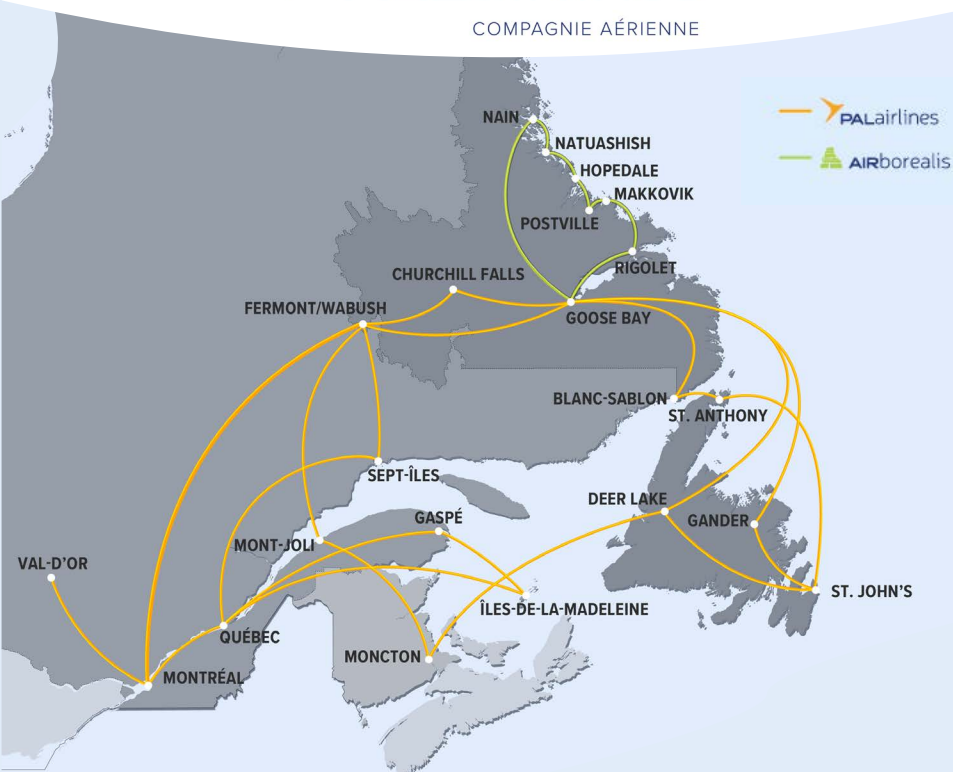 COMPAGNIE AÉRIENNE
PALairlines
AIRborealis
NAIN
NATUASHISH
HOPEDALE
MAKKOVIK
POSTVILLE
RIGOLET
CHURCHILL FALLS
FERMONT/WABUSH
GOOSE BAY
BLANC-SABLON
ST. ANTHONY
SEPT-ÎLES
DEER LAKE
GASPÉ
GANDER
MONT-JOLI
VAL-D'OR
ST. JOHN'S
ÎLES-DE-LA-MADELEINE
QUÉBEC
MONCTON
MONTRÉAL